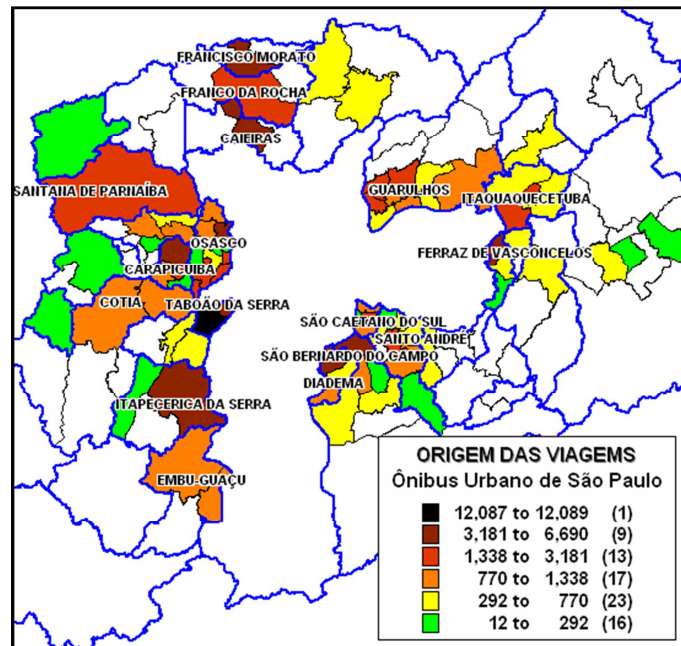 FRANCISCO MORATO
FRANCO DA ROCHA
CAIEIRAS
SANTANA DE PARNAÍBA
GUARULHOS
ITAQUAQUECETUBA
OSASCO
FERRAZ DE VASCONCELOS
CARAPICUIBA
COTIA
TABOÃO DA SERRA
SÃO CAETANO DO SUL
SANTO ANDRÉ
SÃO BERNARDO DO CAMPO
DIADEMA
ITAPECERICA DA SERRA
EMBU-GUAÇU
ORIGEM DAS VIAGEMS
Ônibus Urbano de São Paulo
12,087 to 12,089 (1)
3,181 to 6,690 (9)
1,338 to 3,181 (13)
770 to 1,338 (17)
292 to 770 (23)
12 to 292 (16)